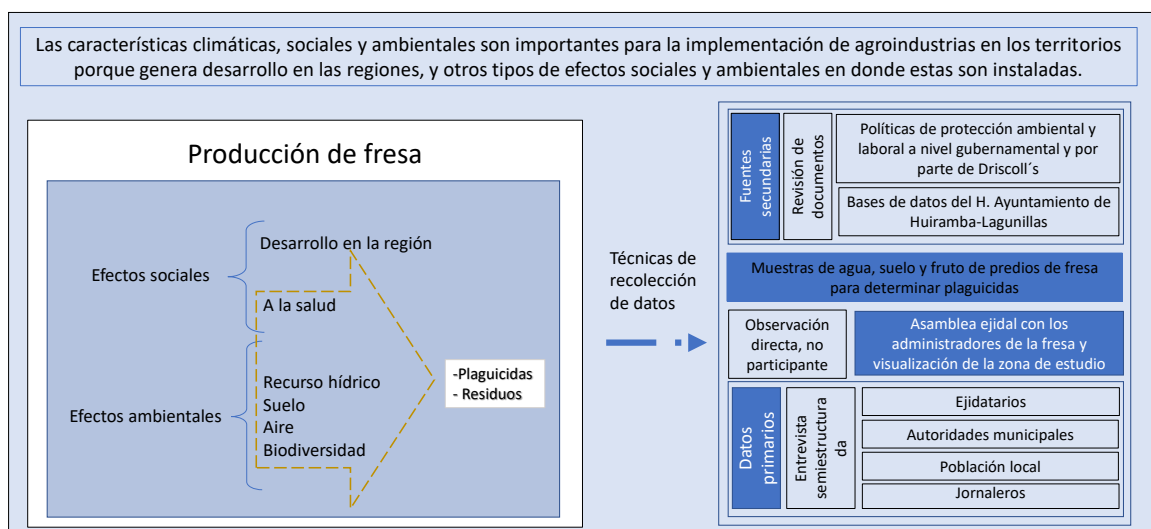 Las características climáticas, sociales y ambientales son importantes para la implementación de agroindustrias en los territorios
porque genera desarrollo en las regiones, y otros tipos de efectos sociales y ambientales en donde estas son instaladas.
Producción de fresa
Efectos sociales
Desarrollo en la región
A la salud
Efectos ambientales
Recurso hídrico
Suelo
Aire
Biodiversidad
-Plaguicidas
- Residuos
Técnicas de
recolección
de datos
Fuentes
secundarias
Revisión de
documentos
Políticas de protección ambiental y
laboral a nivel gubernamental y por
parte de Driscoll´s
Bases de datos del H. Ayuntamiento de
Huiramba-Lagunillas
Muestras de agua, suelo y fruto de predios de fresa
para determinar plaguicidas
Observación
directa, no
participante
Asamblea ejidal con los
administradores de la fresa y
visualización de la zona de estudio
Datos
primarios
Entrevista
semiestructura
da
Ejidatarios
Autoridades municipales
Población local
Jornaleros